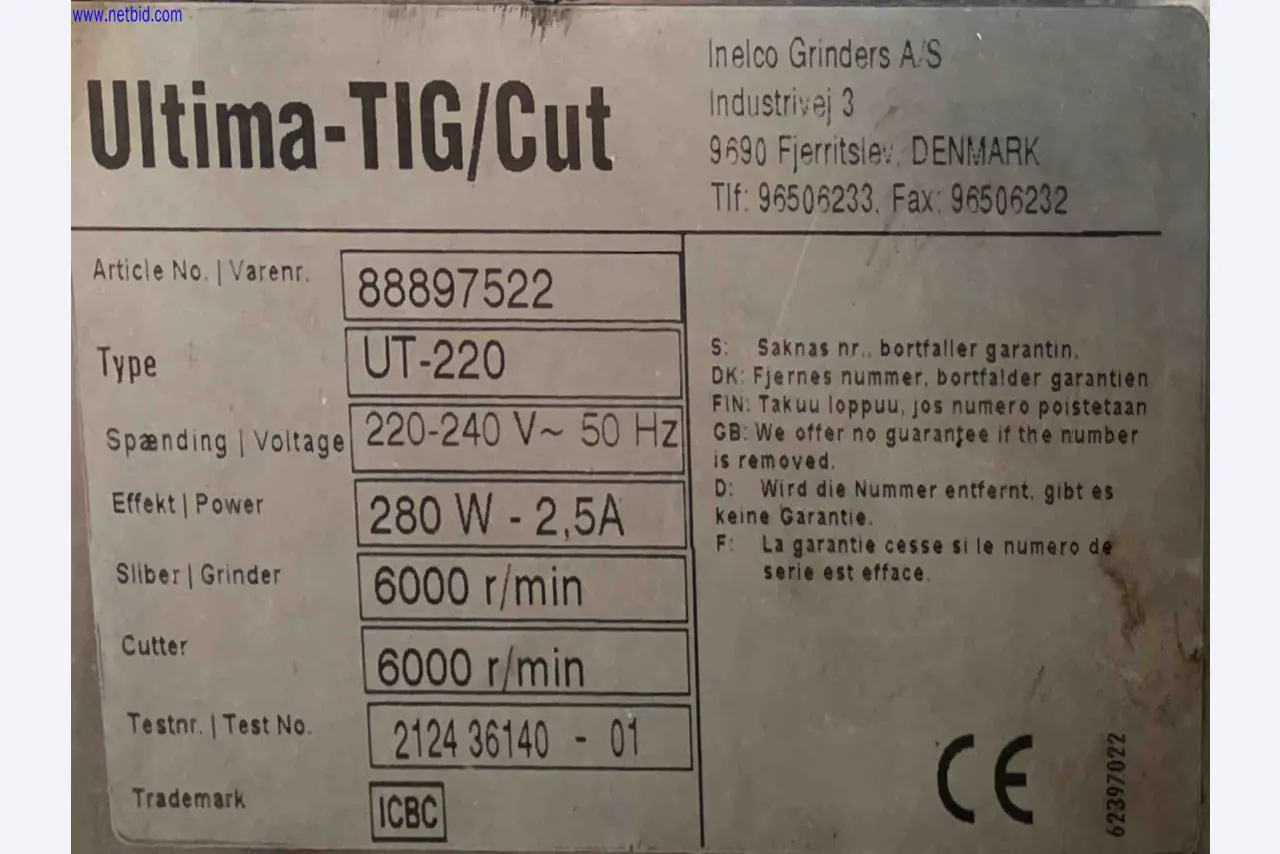 www.netbid.com
Ultima-TIG/Cut
Inelco Grinders A/S
Industrivej 3
9690 Fjerritslev, DENMARK
Tlf: 96506233, Fax: 96506232
Article No. | Varenr. 88897522
Type UT-220
Spænding | Voltage 220-240 V~ 50 Hz
Effekt | Power 280 W - 2,5A
Sliber | Grinder 6000 r/min
Cutter 6000 r/min
Testnr. | Test No. 2124 36140 - 01
Trademark ICBC
S: Saknas nr., bortfaller garantin.
DK: Fjernes nummer, bortfalder garantien
FIN: Takuu loppuu, jos numero poistetaan
GB: We offer no guarantee if the number
is removed.
D: Wird die Nummer entfernt, gibt es
keine Garantie.
F: La garantie cesse si le numero de
serie est efface.
CE
62397022